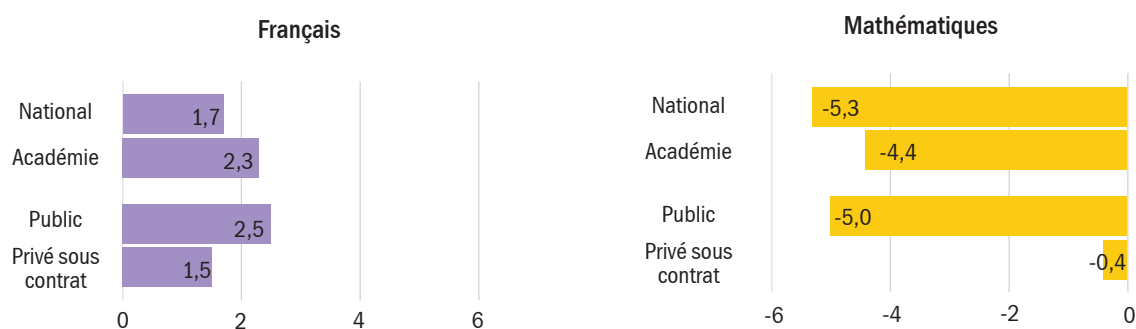 Français
National
1,7
Académie
2,3
Public
2,5
Privé sous
contrat
1,5
0 2 4 6
Mathématiques
National
-5,3
Académie
-4,4
Public
-5,0
Privé sous
contrat
-0,4
-6 -4 -2 0